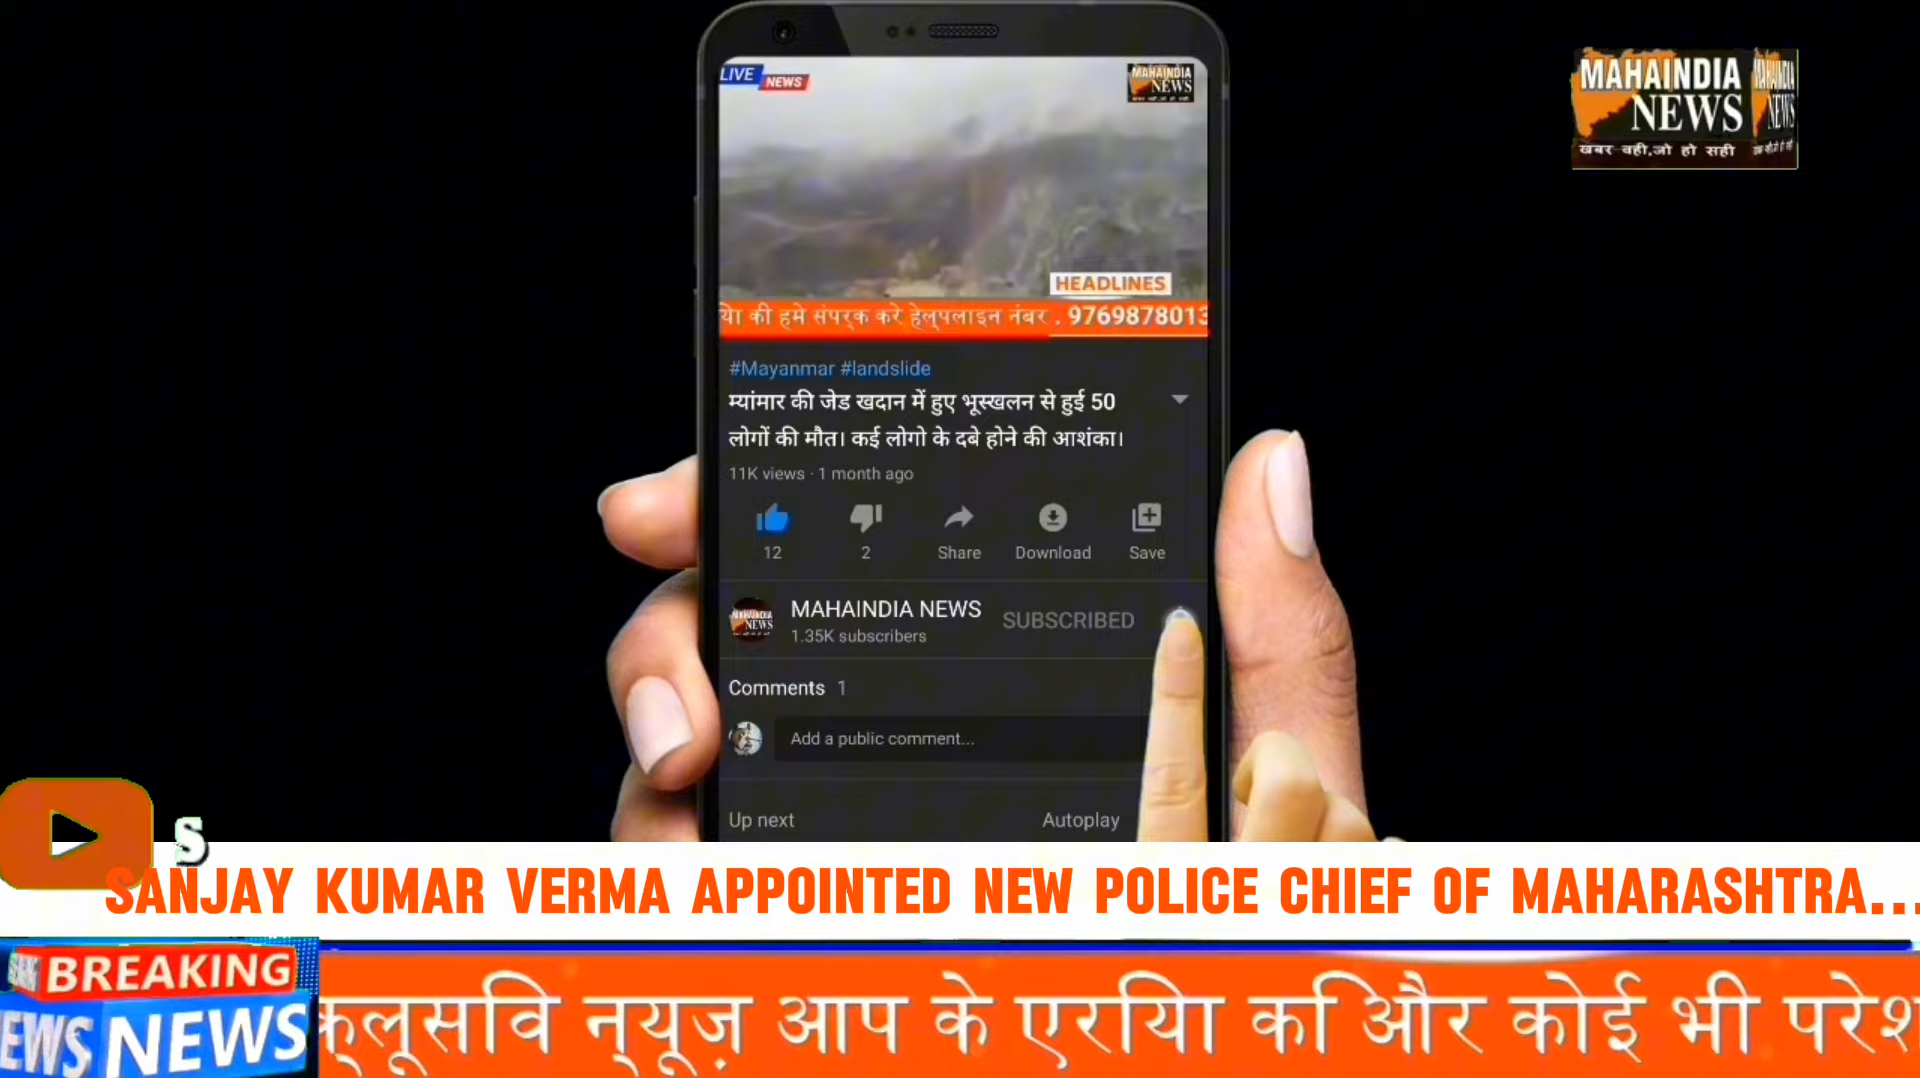 LIVE
NEWS
MAHAINDIA
NEWS
MAHAINDIA
NEWS
खबर वही,जो हो सही
HEADLINES
की हमे संपर्क करे हेल्पलाइन नंबर . 9769878013
#Mayanmar #landslide
म्यांमार की जेड खदान में हुए भूस्खलन से हुई 50
लोगों की मौत। कई लोगो के दबे होने की आशंका।
11K views · 1 month ago
12
2
Share
Download
Save
MAHAINDIA NEWS
1.35K subscribers
SUBSCRIBED
Comments 1
Add a public comment...
Up next
Autoplay
S
SANJAY KUMAR VERMA APPOINTED NEW POLICE CHIEF OF MAHARASHTRA...
BREAKING
NEWS
न्यूज़ आप के एरिया कि और कोई भी